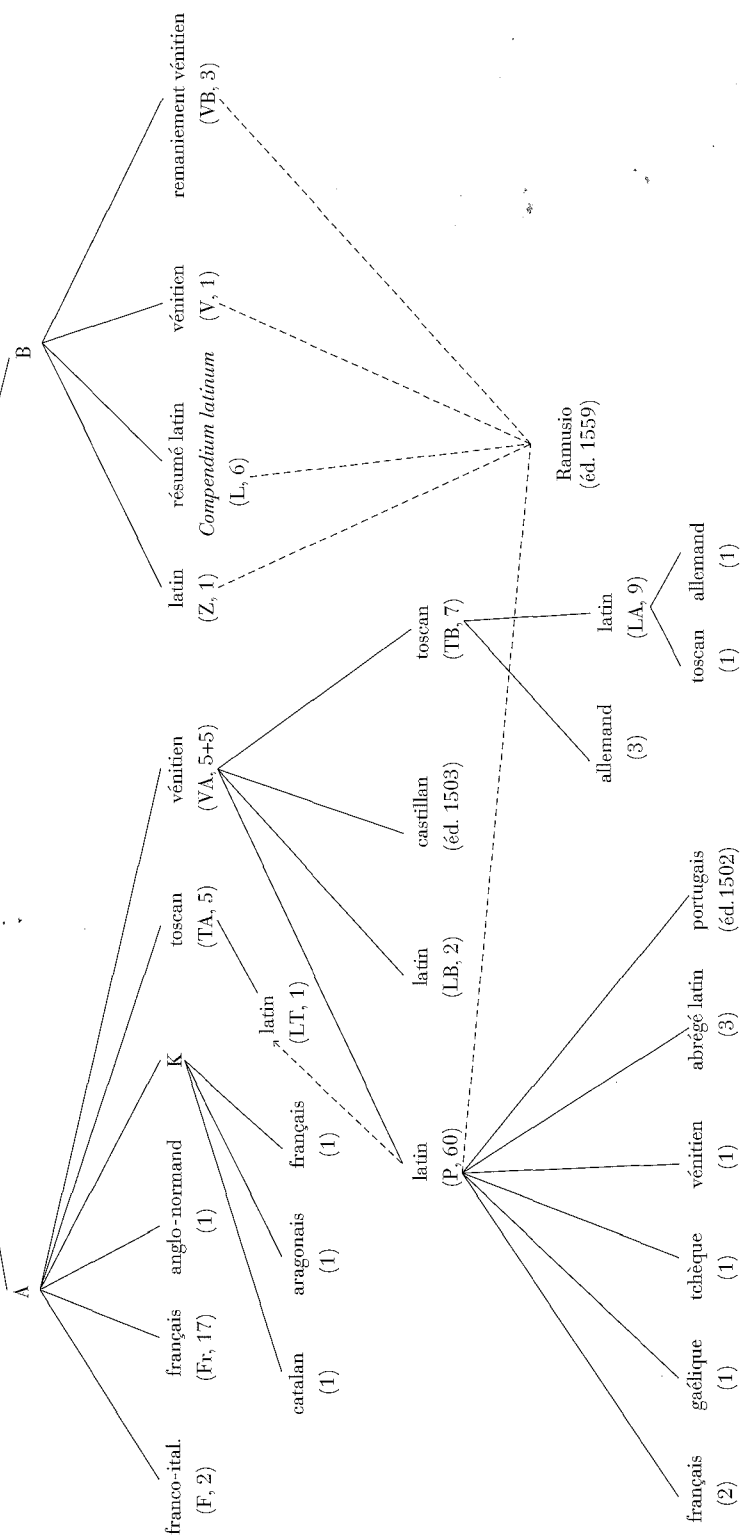 A
B
franco-ital.
(F, 2)
français
(Fr, 17)
anglo-normand
(1)
K
toscan
(TA, 5)
vénitien
(VA, 5+5)
latin
(Z, 1)
résumé latin
Compendium latinum
(L, 6)
vénitien
(V, 1)
remaniement vénitien
(VB, 3)
catalan
(1)
aragonais
(1)
français
(1)
latin
(LT, 1)
latin
(P, 60)
latin
(LB, 2)
castillan
(éd. 1503)
toscan
(TB, 7)
Ramusio
(éd. 1559)
allemand
(3)
latin
(LA, 9)
français
(2)
gaélique
(1)
tchèque
(1)
vénitien
(1)
abrégé latin
(3)
portugais
(éd.1502)
toscan
(1)
allemand
(1)